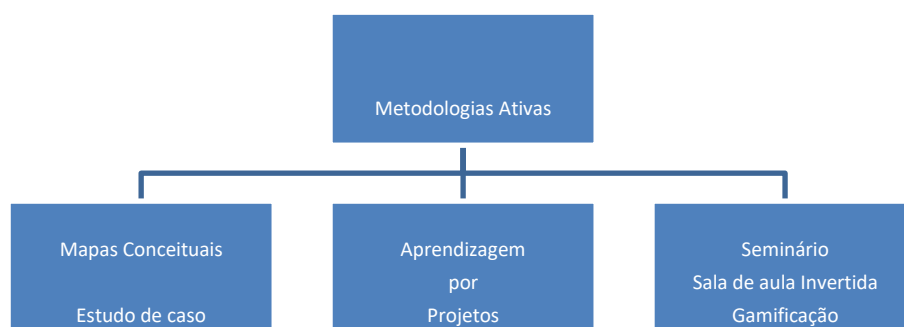 Metodologias Ativas
Mapas Conceituais
Estudo de caso
Aprendizagem
por
Projetos
Seminário
Sala de aula Invertida
Gamificação